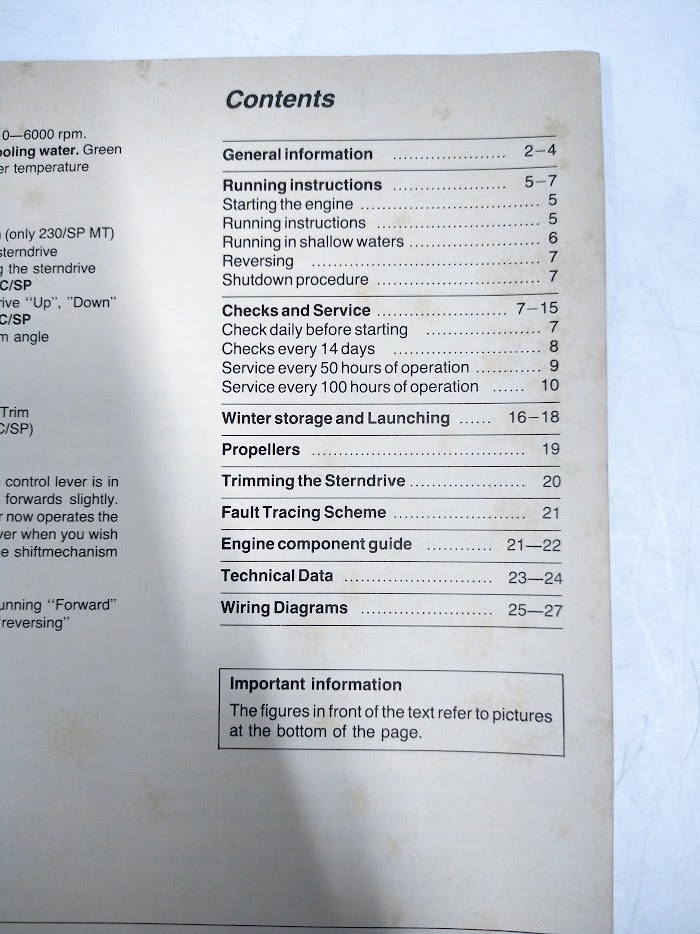 0—6000 rpm.
ooling water. Green
er temperature
(only 230/SP MT)
sterndrive
g the sterndrive
C/SP
rive "Up", "Down"
C/SP
m angle
Trim
C/SP)
control lever is in
forwards slightly.
r now operates the
ver when you wish
e shiftmechanism
unning "Forward"
reversing"
Contents
General information ...................... 2–4
Running instructions ...................... 5–7
Starting the engine .................................... 5
Running instructions .................................. 5
Running in shallow waters ........................... 6
Reversing ............................................. 7
Shutdown procedure ................................. 7
Checks and Service ......................... 7–15
Check daily before starting ...................... 7
Checks every 14 days ............................. 8
Service every 50 hours of operation ............ 9
Service every 100 hours of operation ...... 10
Winter storage and Launching ...... 16–18
Propellers ......................................... 19
Trimming the Sterndrive ...................... 20
Fault Tracing Scheme .......................... 21
Engine component guide ............ 21—22
Technical Data ............................ 23—24
Wiring Diagrams ......................... 25—27
Important information
The figures in front of the text refer to pictures
at the bottom of the page.